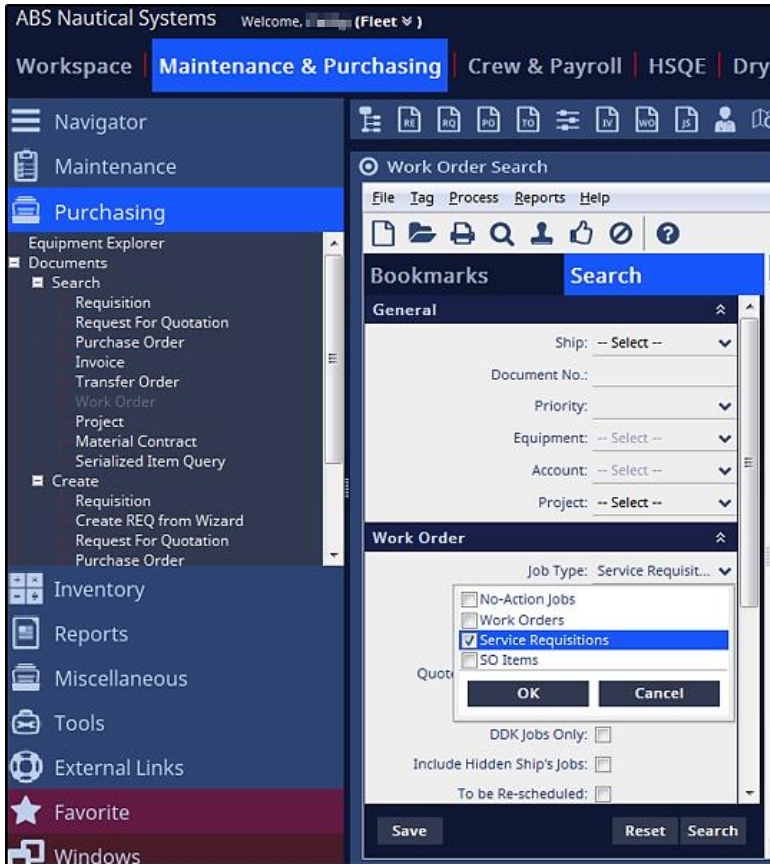 ABS Nautical Systems Welcome, (Fleet )
Workspace Maintenance & Purchasing Crew & Payroll HSQE Dry
Navigator
Maintenance
Purchasing
Equipment Explorer
Documents
Search
Requisition
Request For Quotation
Purchase Order
Invoice
Transfer Order
Work Order
Project
Material Contract
Serialized Item Query
Create
Requisition
Create REQ from Wizard
Request For Quotation
Purchase Order
Inventory
Reports
Miscellaneous
Tools
External Links
Favorite
Windows
RE RQ PO TO IV WO JS
Work Order Search
File Tag Process Reports Help
Bookmarks Search
General
Ship: -- Select --
Document No.:
Priority:
Equipment: -- Select --
Account: -- Select --
Project: -- Select --
Work Order
Job Type: Service Requisit...
No-Action Jobs
Work Orders
Service Requisitions
SO Items
Quot
OK Cancel
DDK Jobs Only:
Include Hidden Ship's Jobs:
To be Re-scheduled:
Save Reset Search